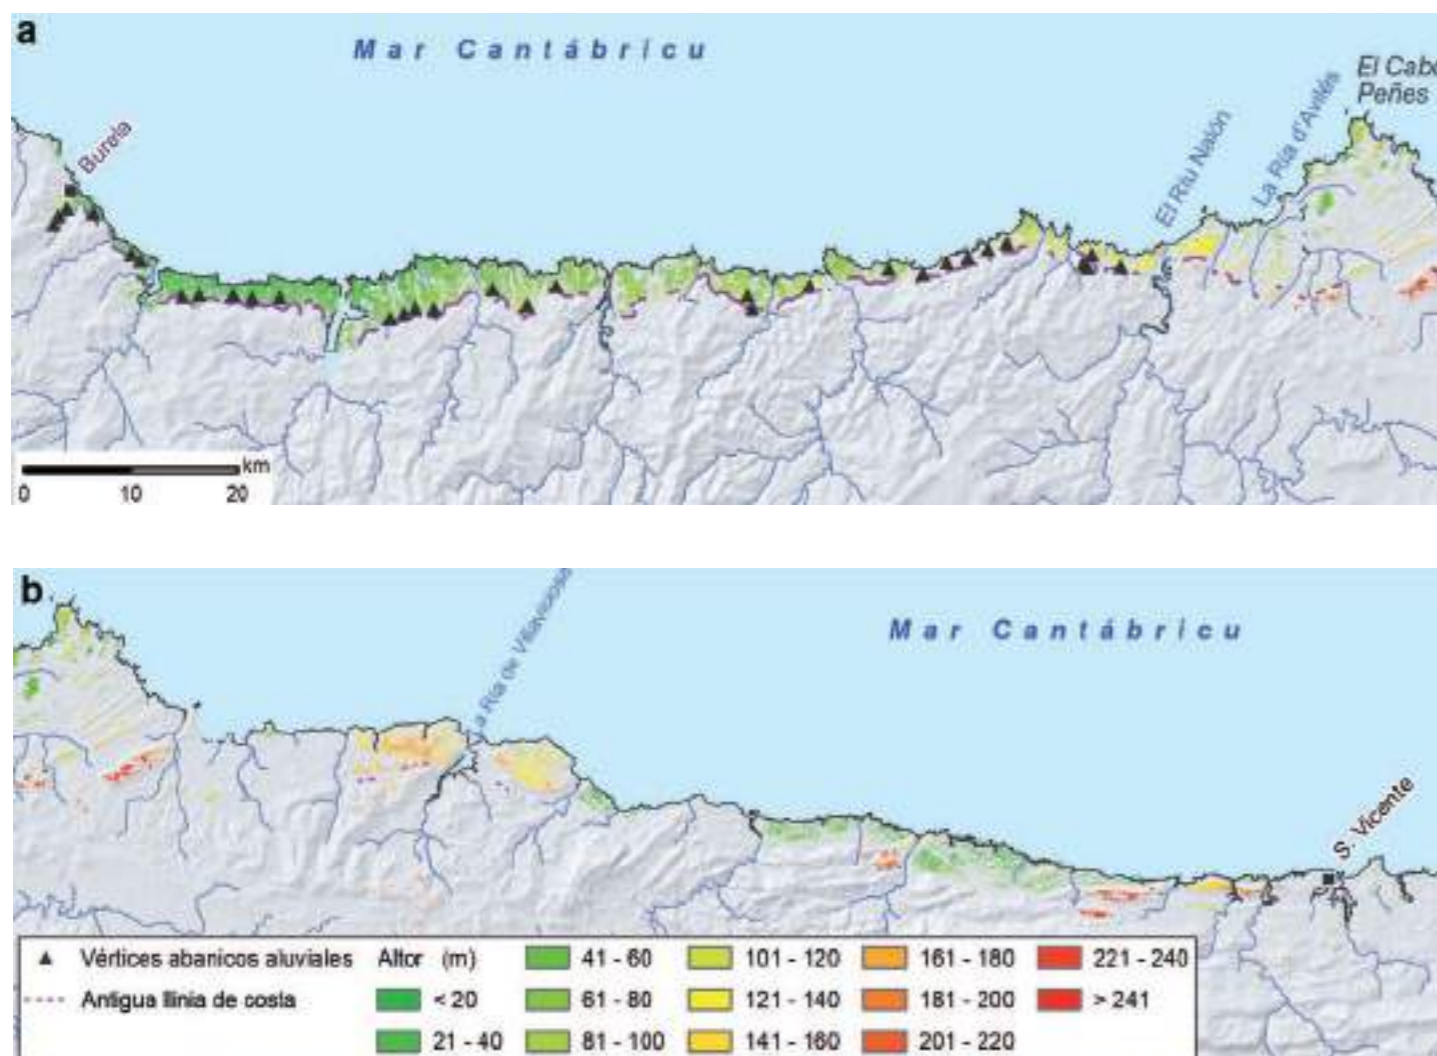 a
Mar Cantábricu
El Cabo
Peñes
Burela
El Ríu Nalón
La Ría d'Avilés
km
0 10 20
b
Mar Cantábricu
La Ría de Villaviciosa
S. Vicente
Vértices abanicos aluviales
Antigua llinia de costa
Altor (m)
< 20
21 - 40
41 - 60
61 - 80
81 - 100
101 - 120
121 - 140
141 - 160
161 - 180
181 - 200
201 - 220
221 - 240
> 241